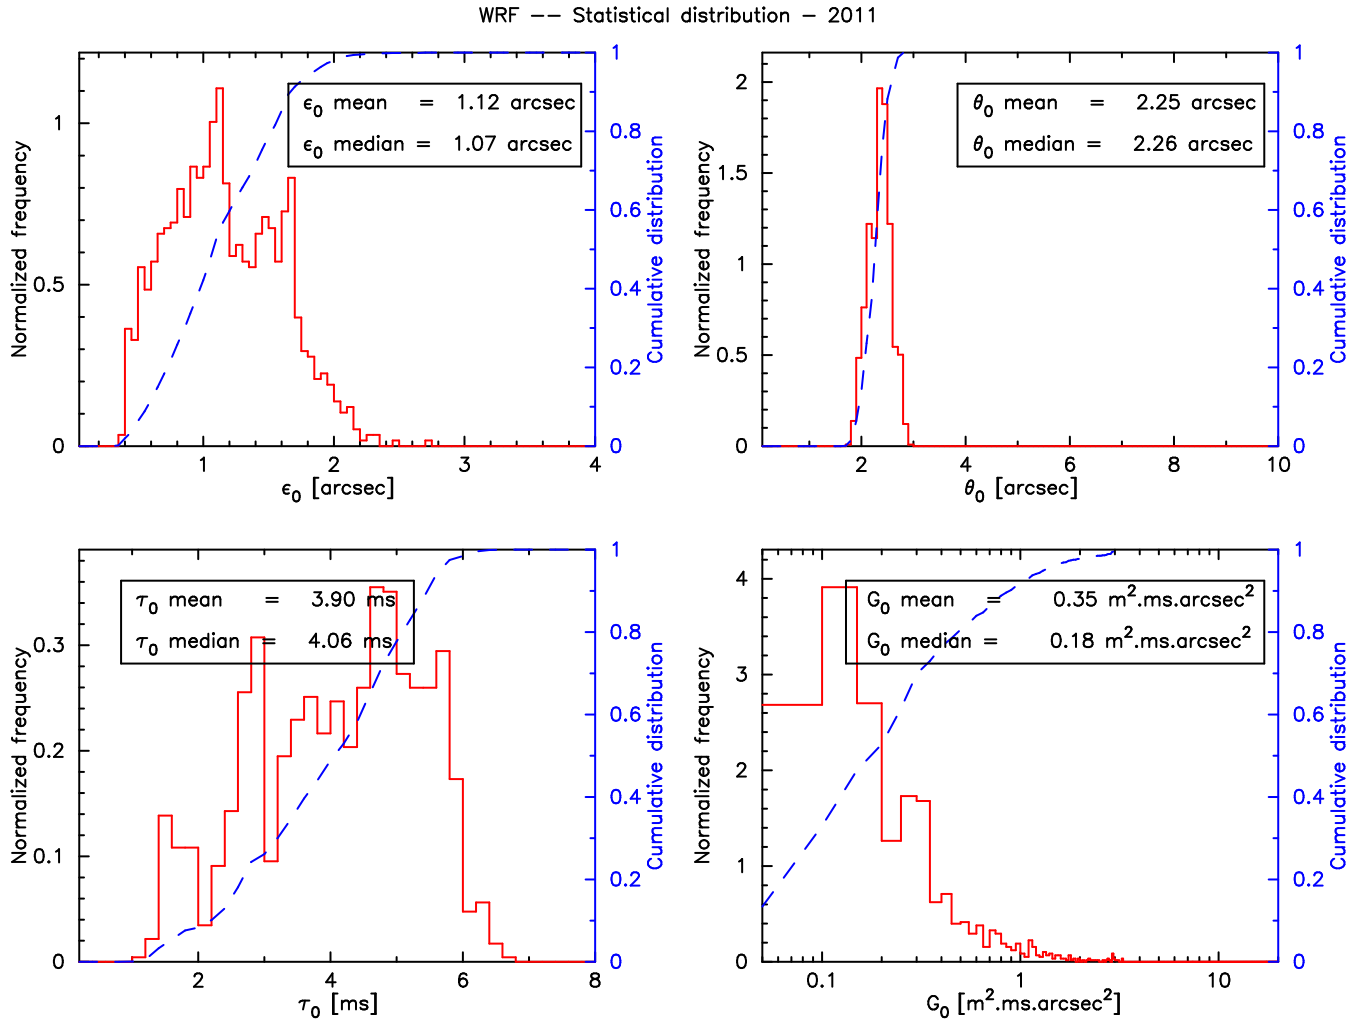 WRF −− Statistical distribution − 2011
ϵ0 mean = 1.12 arcsec
ϵ0 median = 1.07 arcsec
Normalized frequency
Cumulative distribution
0
0.5
1
0
0.2
0.4
0.6
0.8
1
1 2 3 4
ϵ0 [arcsec]
θ0 mean = 2.25 arcsec
θ0 median = 2.26 arcsec
Normalized frequency
Cumulative distribution
0
0.5
1
1.5
2
0
0.2
0.4
0.6
0.8
1
2 4 6 8 10
θ0 [arcsec]
τ0 mean = 3.90 ms
τ0 median = 4.06 ms
Normalized frequency
Cumulative distribution
0
0.1
0.2
0.3
0
0.2
0.4
0.6
0.8
1
2 4 6 8
τ0 [ms]
G0 mean = 0.35 m².ms.arcsec²
G0 median = 0.18 m².ms.arcsec²
Normalized frequency
Cumulative distribution
0
1
2
3
4
0
0.2
0.4
0.6
0.8
1
0.1 1 10
G0 [m².ms.arcsec²]